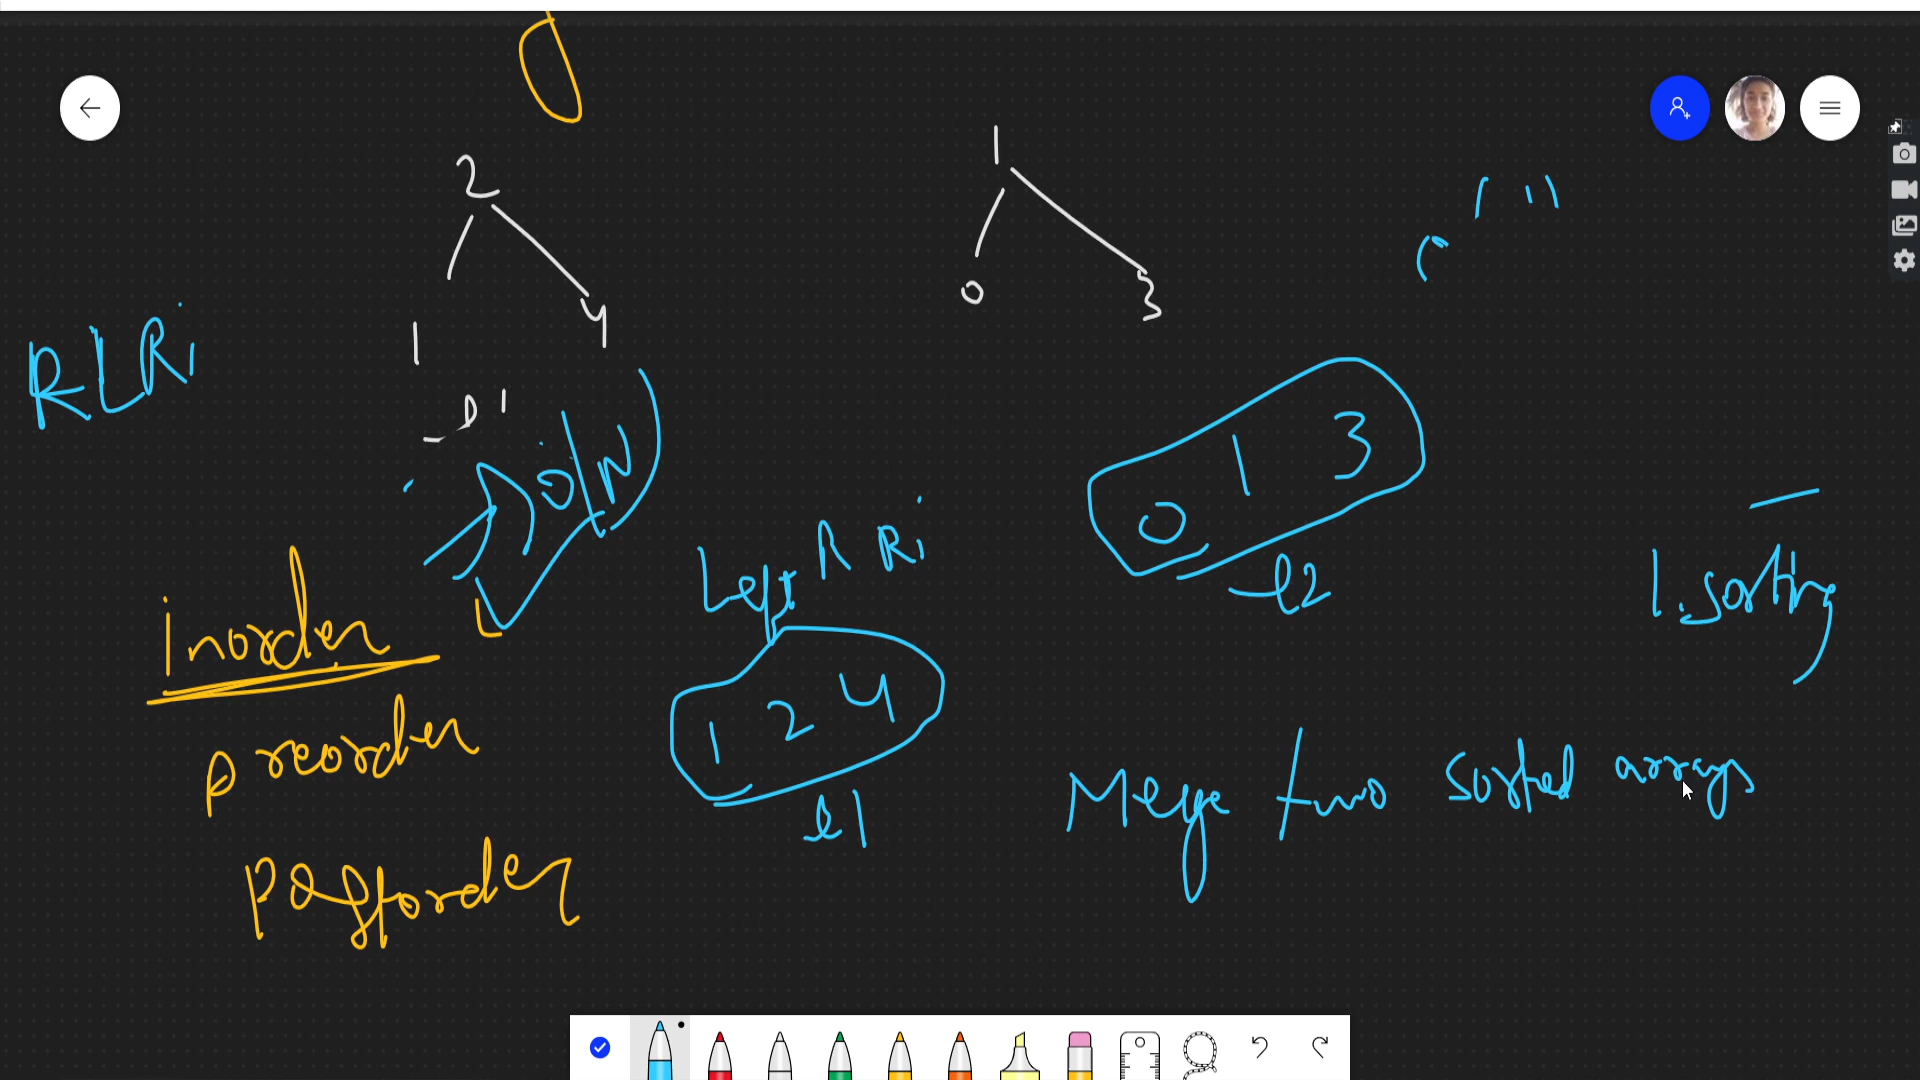 2
1
1 4
0 3
RLRi
0 1 3
l2
Left R Ri
1. sorting
inorder
1 2 4
l1
preorder
Merge two sorted arrays
postorder